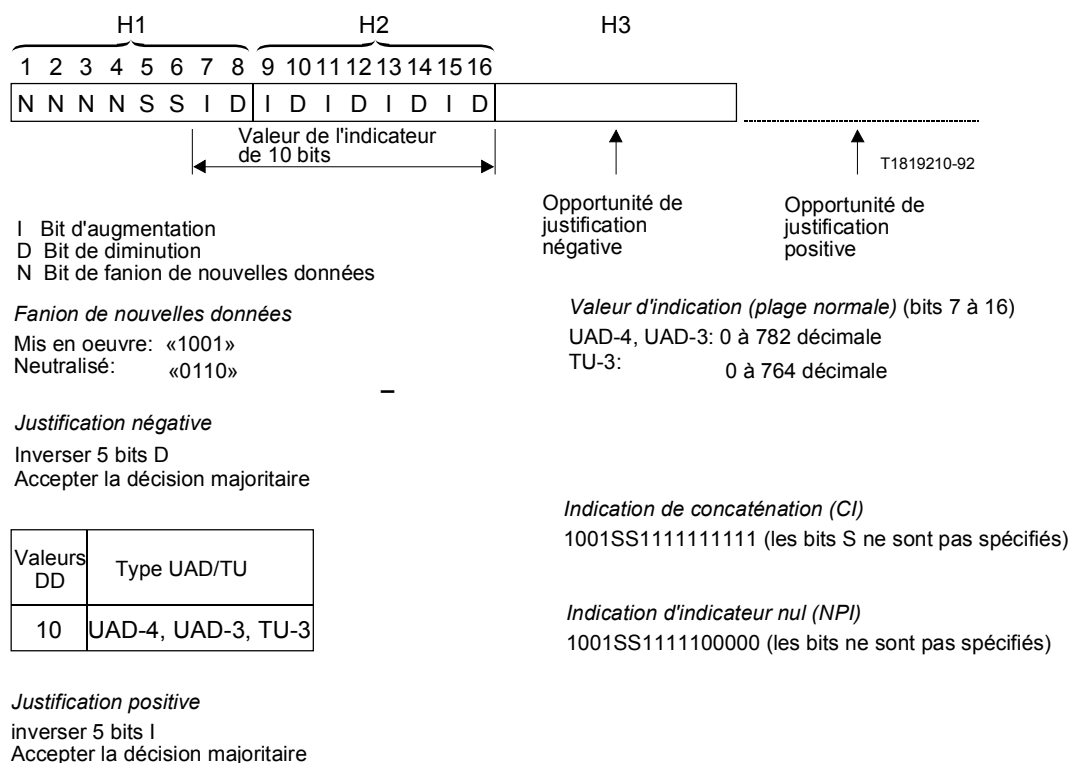 H1 H2 H3
1 2 3 4 5 6 7 8 9 10 11 12 13 14 15 16
N N N N S S I D I D I D I D I D
Valeur de l'indicateur
de 10 bits
T1819210-92
Opportunité de
justification
négative
Opportunité de
justification
positive
I Bit d'augmentation
D Bit de diminution
N Bit de fanion de nouvelles données
Fanion de nouvelles données
Mis en oeuvre: «1001»
Neutralisé: «0110»
Valeur d'indication (plage normale) (bits 7 à 16)
UAD-4, UAD-3: 0 à 782 décimale
TU-3: 0 à 764 décimale
Justification négative
Inverser 5 bits D
Accepter la décision majoritaire
Indication de concaténation (CI)
1001SS1111111111 (les bits S ne sont pas spécifiés)
Valeurs
DD
Type UAD/TU
10 UAD-4, UAD-3, TU-3
Indication d'indicateur nul (NPI)
1001SS1111100000 (les bits ne sont pas spécifiés)
Justification positive
inverser 5 bits I
Accepter la décision majoritaire